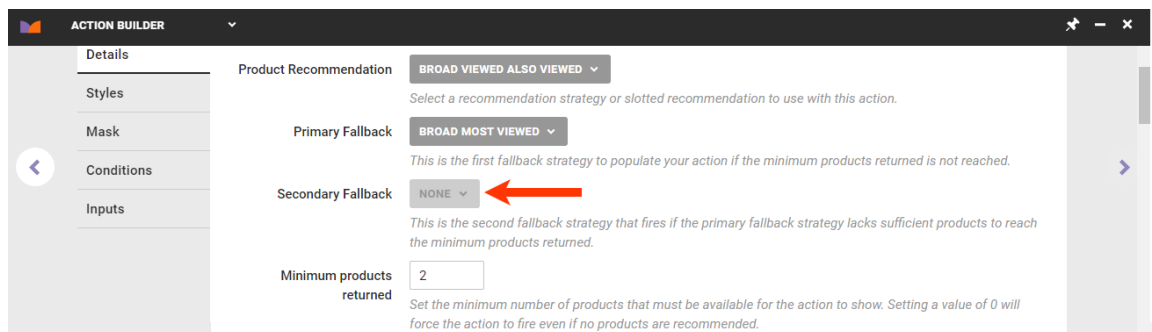 ACTION BUILDER
Details
Styles
Mask
Conditions
Inputs
Product Recommendation
BROAD VIEWED ALSO VIEWED
Select a recommendation strategy or slotted recommendation to use with this action.
Primary Fallback
BROAD MOST VIEWED
This is the first fallback strategy to populate your action if the minimum products returned is not reached.
Secondary Fallback
NONE
This is the second fallback strategy that fires if the primary fallback strategy lacks sufficient products to reach
the minimum products returned.
Minimum products
returned
2
Set the minimum number of products that must be available for the action to show. Setting a value of 0 will
force the action to fire even if no products are recommended.